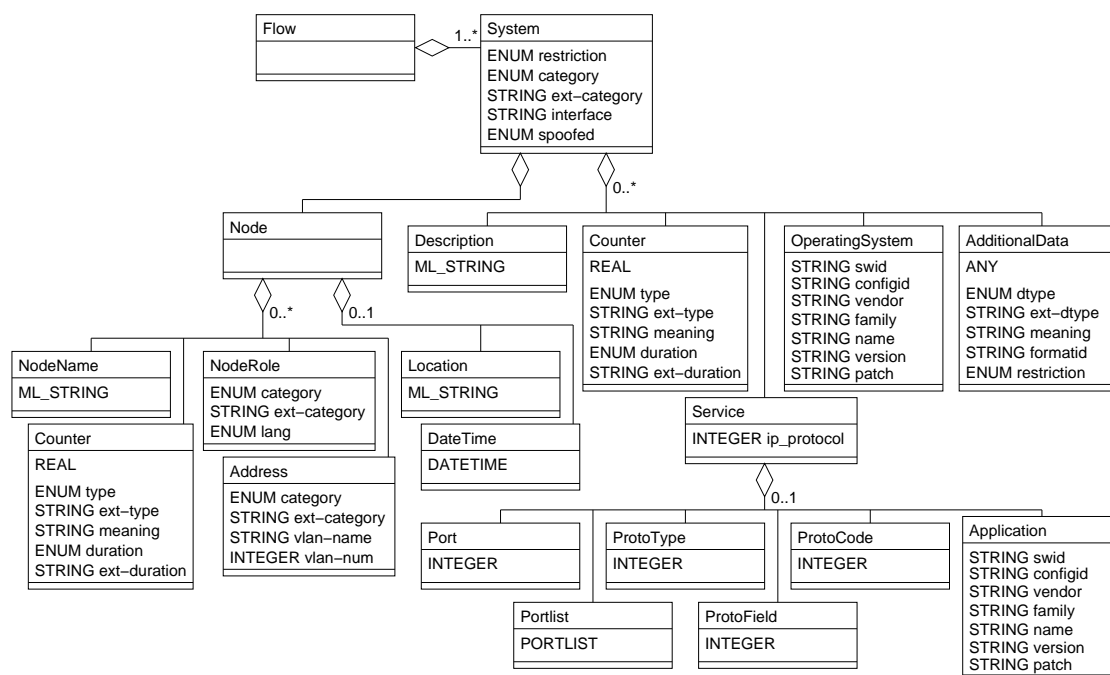 Flow
1..*
System
ENUM restriction
ENUM category
STRING ext−category
STRING interface
ENUM spoofed
0..*
Node
Description
ML_STRING
Counter
REAL
ENUM type
STRING ext−type
STRING meaning
ENUM duration
STRING ext−duration
OperatingSystem
STRING swid
STRING configid
STRING vendor
STRING family
STRING name
STRING version
STRING patch
AdditionalData
ANY
ENUM dtype
STRING ext−dtype
STRING meaning
STRING formatid
ENUM restriction
0..*
0..1
NodeName
ML_STRING
NodeRole
ENUM category
STRING ext−category
ENUM lang
Location
ML_STRING
Counter
REAL
ENUM type
STRING ext−type
STRING meaning
ENUM duration
STRING ext−duration
Address
ENUM category
STRING ext−category
STRING vlan−name
INTEGER vlan−num
DateTime
DATETIME
Service
INTEGER ip_protocol
0..1
Port
INTEGER
ProtoType
INTEGER
ProtoCode
INTEGER
Application
STRING swid
STRING configid
STRING vendor
STRING family
STRING name
STRING version
STRING patch
Portlist
PORTLIST
ProtoField
INTEGER